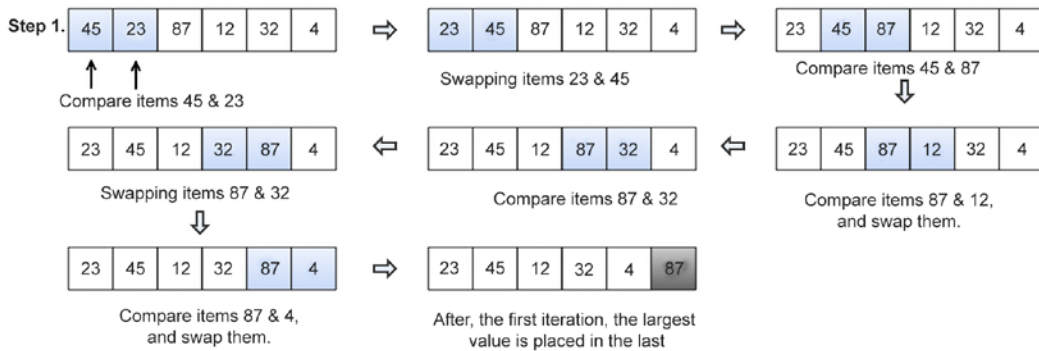 Step 1. 45 23 87 12 32 4
23 45 87 12 32 4
23 45 87 12 32 4
Compare items 45 & 23
Swapping items 23 & 45
Compare items 45 & 87
23 45 87 12 32 4
Compare items 87 & 12,
and swap them.
23 45 12 87 32 4
Compare items 87 & 32
23 45 12 32 87 4
Swapping items 87 & 32
23 45 12 32 87 4
Compare items 87 & 4,
and swap them.
23 45 12 32 4 87
After, the first iteration, the largest
value is placed in the last